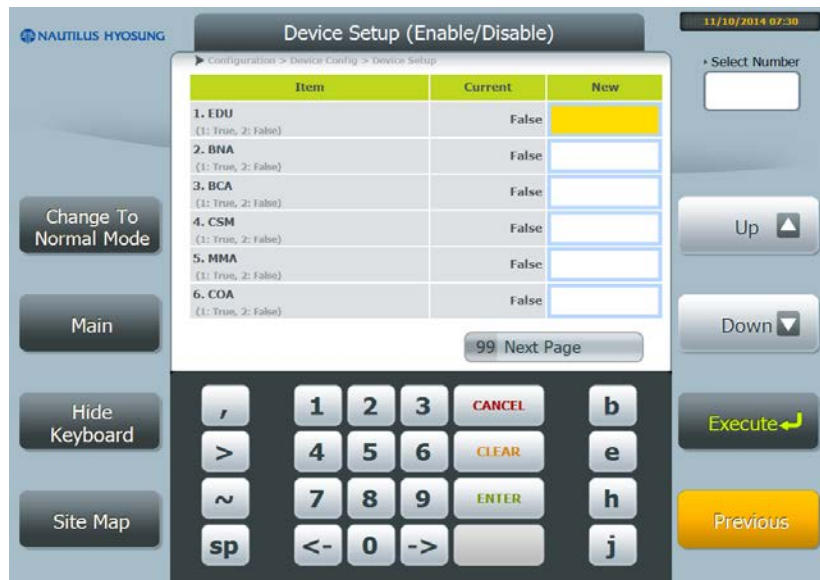 NAUTILUS HYOSUNG
Device Setup (Enable/Disable)
11/10/2014 07:30
Configuration > Device Config > Device Setup
Select Number
Item Current New
1. EDU
(1: True, 2: False)
False
2. BNA
(1: True, 2: False)
False
3. BCA
(1: True, 2: False)
False
4. CSM
(1: True, 2: False)
False
5. MMA
(1: True, 2: False)
False
6. COA
(1: True, 2: False)
False
99 Next Page
Change To
Normal Mode
Main
Hide
Keyboard
Site Map
Up
Down
Execute
Previous
, 1 2 3 CANCEL b
> 4 5 6 CLEAR e
~ 7 8 9 ENTER h
sp <- 0 -> j